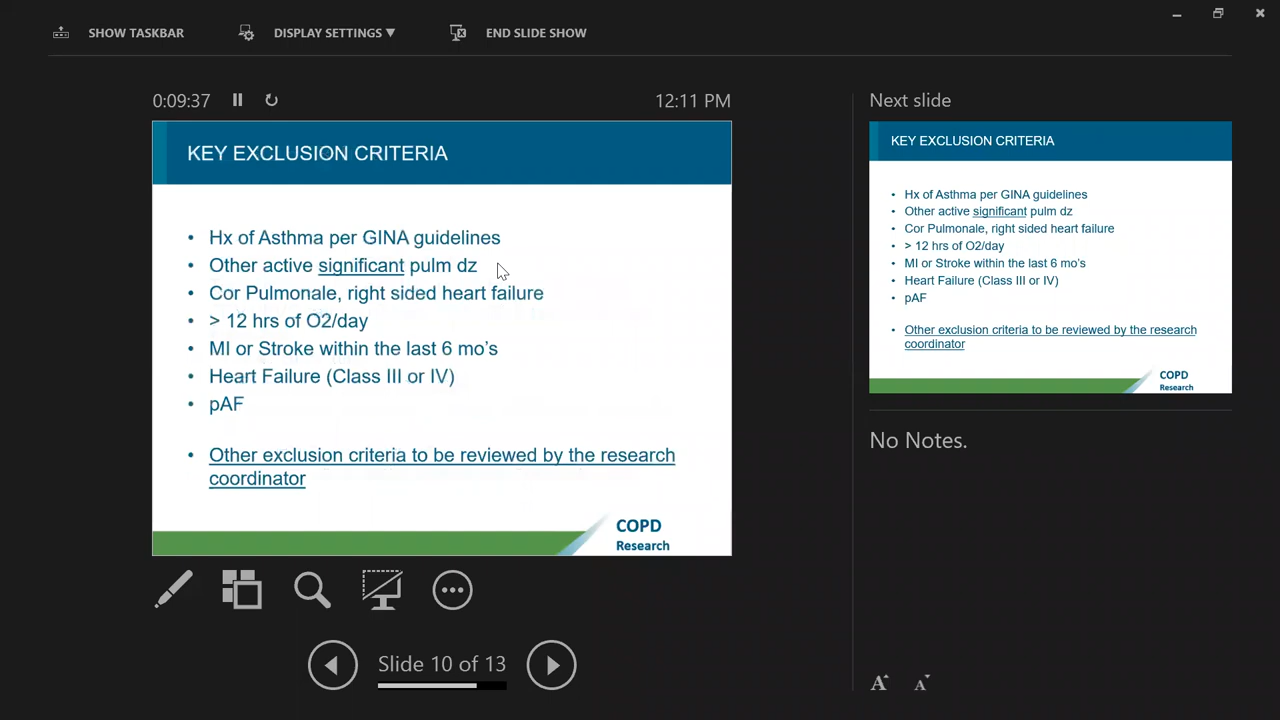 SHOW TASKBAR
DISPLAY SETTINGS ▼
END SLIDE SHOW
0:09:37
12:11 PM
KEY EXCLUSION CRITERIA
• Hx of Asthma per GINA guidelines
• Other active significant pulm dz
• Cor Pulmonale, right sided heart failure
• > 12 hrs of O2/day
• MI or Stroke within the last 6 mo's
• Heart Failure (Class III or IV)
• pAF
• Other exclusion criteria to be reviewed by the research
coordinator
COPD
Research
Slide 10 of 13
Next slide
KEY EXCLUSION CRITERIA
• Hx of Asthma per GINA guidelines
• Other active significant pulm dz
• Cor Pulmonale, right sided heart failure
• > 12 hrs of O2/day
• MI or Stroke within the last 6 mo's
• Heart Failure (Class III or IV)
• pAF
• Other exclusion criteria to be reviewed by the research
coordinator
COPD
Research
No Notes.
A A